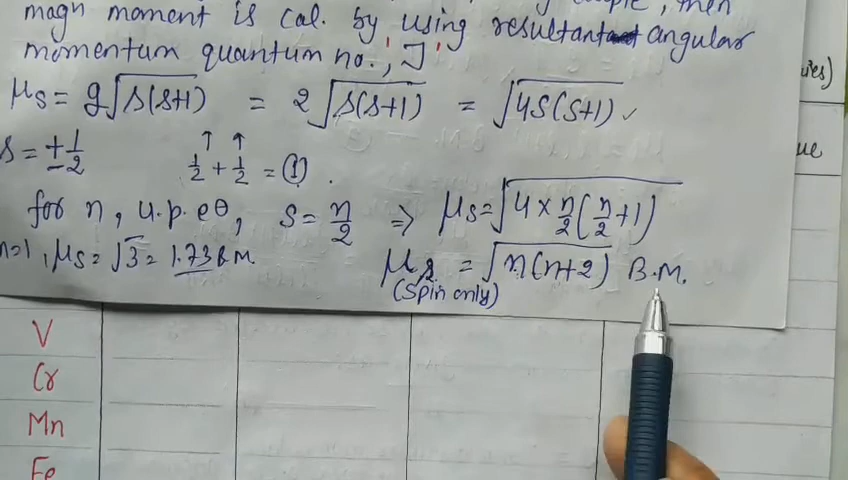 magn moment is cal. by using resultant angular
momentum quantum no., 'J'
μs = g√s(s+1) = 2√s(s+1) = √4s(s+1) ✓
s = ±1/2 ↑ ↑
1/2 + 1/2 = (1).
for n, u.p. eθ, s = n/2 ⇒ μs = √4 × n/2 (n/2 + 1)
n=1, μs = √3 = 1.73 B.M. μs = √n(n+2) B.M.
(Spin only)
V
Cr
Mn
Fe